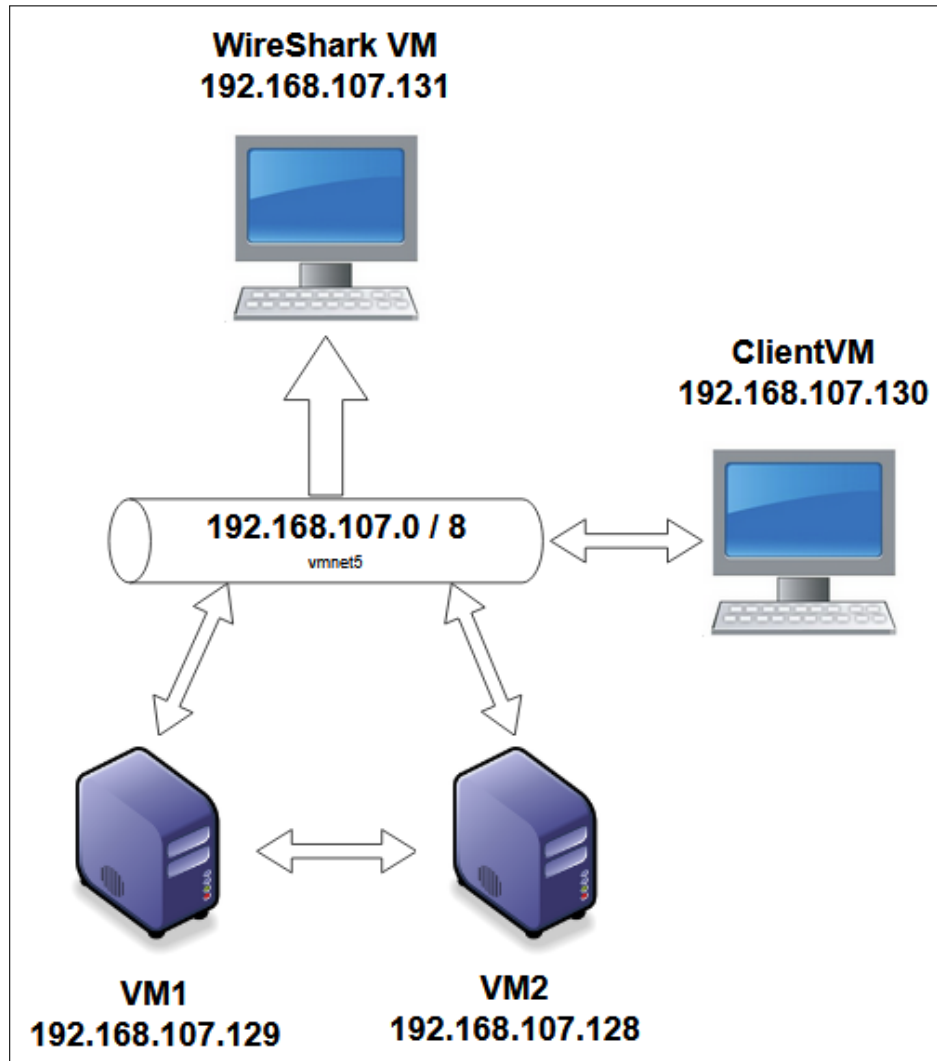 WireShark VM
192.168.107.131
ClientVM
192.168.107.130
192.168.107.0 / 8
vmnet5
VM1
192.168.107.129
VM2
192.168.107.128